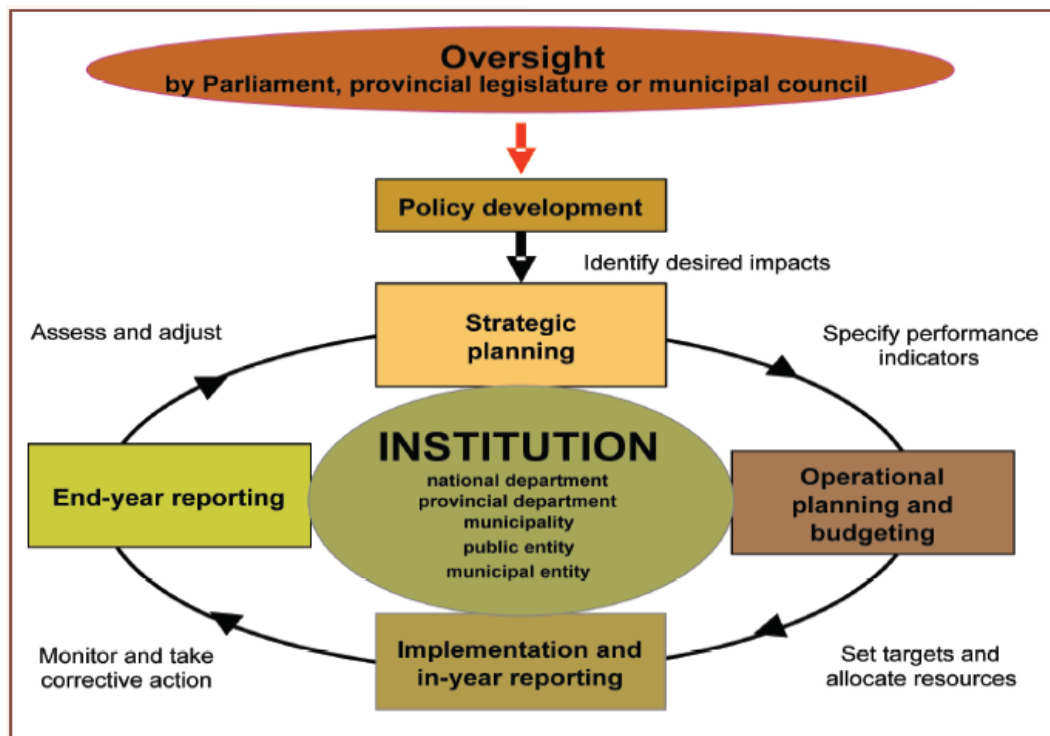 Oversight
by Parliament, provincial legislature or municipal council
Policy development
Identify desired impacts
Strategic
planning
Assess and adjust
Specify performance
indicators
INSTITUTION
national department
provincial department
municipality
public entity
municipal entity
End-year reporting
Operational
planning and
budgeting
Implementation and
in-year reporting
Monitor and take
corrective action
Set targets and
allocate resources